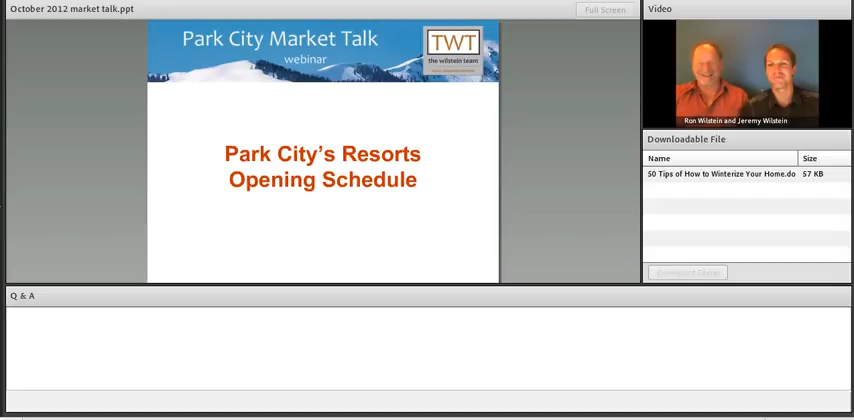 October 2012 market talk.ppt
Full Screen
Park City Market Talk
webinar
TWT
the wilstein team
Park City's Resorts
Opening Schedule
Video
Ron Wilstein and Jeremy Wilstein
Downloadable File
Name Size
50 Tips of How to Winterize Your Home.do 57 KB
Q & A